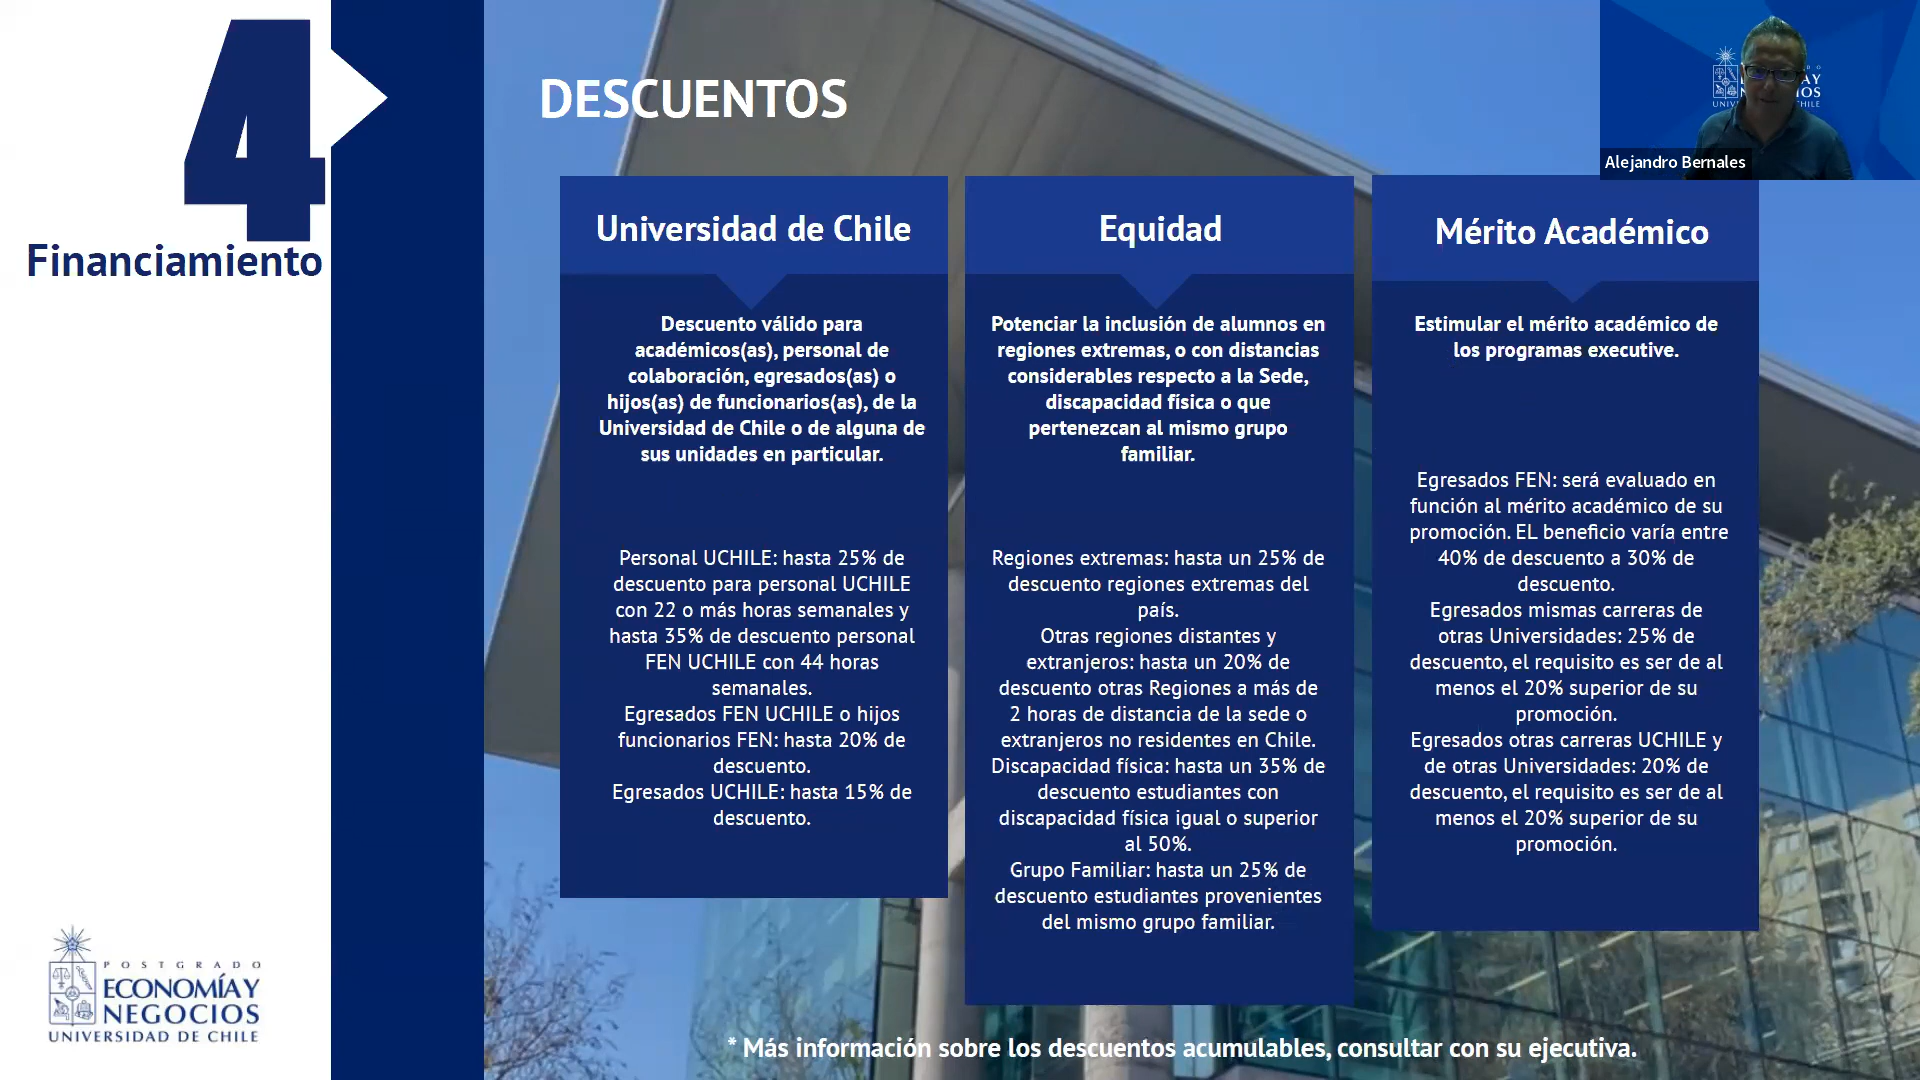 4
Financiamiento
DESCUENTOS
Universidad de Chile
Descuento válido para
académicos(as), personal de
colaboración, egresados(as) o
hijos(as) de funcionarios(as), de la
Universidad de Chile o de alguna de
sus unidades en particular.
Personal UCHILE: hasta 25% de
descuento para personal UCHILE
con 22 o más horas semanales y
hasta 35% de descuento personal
FEN UCHILE con 44 horas
semanales.
Egresados FEN UCHILE o hijos
funcionarios FEN: hasta 20% de
descuento.
Egresados UCHILE: hasta 15% de
descuento.
Equidad
Potenciar la inclusión de alumnos en
regiones extremas, o con distancias
considerables respecto a la Sede,
discapacidad física o que
pertenezcan al mismo grupo
familiar.
Regiones extremas: hasta un 25% de
descuento regiones extremas del
país.
Otras regiones distantes y
extranjeros: hasta un 20% de
descuento otras Regiones a más de
2 horas de distancia de la sede o
extranjeros no residentes en Chile.
Discapacidad física: hasta un 35% de
descuento estudiantes con
discapacidad física igual o superior
al 50%.
Grupo Familiar: hasta un 25% de
descuento estudiantes provenientes
del mismo grupo familiar.
Mérito Académico
Estimular el mérito académico de
los programas executive.
Egresados FEN: será evaluado en
función al mérito académico de su
promoción. EL beneficio varía entre
40% de descuento a 30% de
descuento.
Egresados mismas carreras de
otras Universidades: 25% de
descuento, el requisito es ser de al
menos el 20% superior de su
promoción.
Egresados otras carreras UCHILE y
de otras Universidades: 20% de
descuento, el requisito es ser de al
menos el 20% superior de su
promoción.
Alejandro Bernales
POSTGRADO
ECONOMÍA Y
NEGOCIOS
UNIVERSIDAD DE CHILE
* Más información sobre los descuentos acumulables, consultar con su ejecutiva.